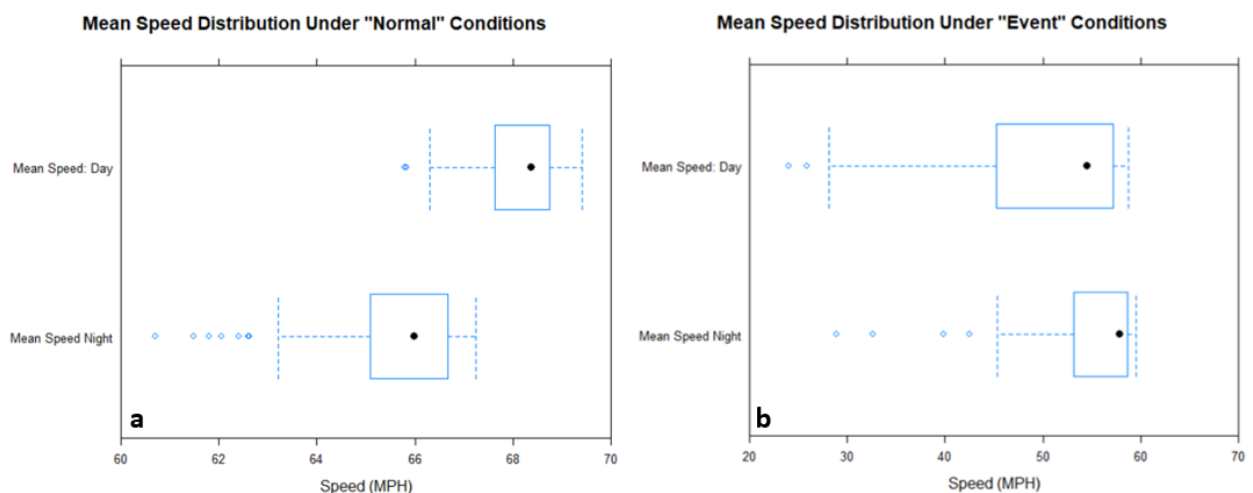 Mean Speed Distribution Under "Normal" Conditions
Mean Speed: Day
Mean Speed Night
a
60 62 64 66 68 70
Speed (MPH)
Mean Speed Distribution Under "Event" Conditions
Mean Speed: Day
Mean Speed Night
b
20 30 40 50 60 70
Speed (MPH)